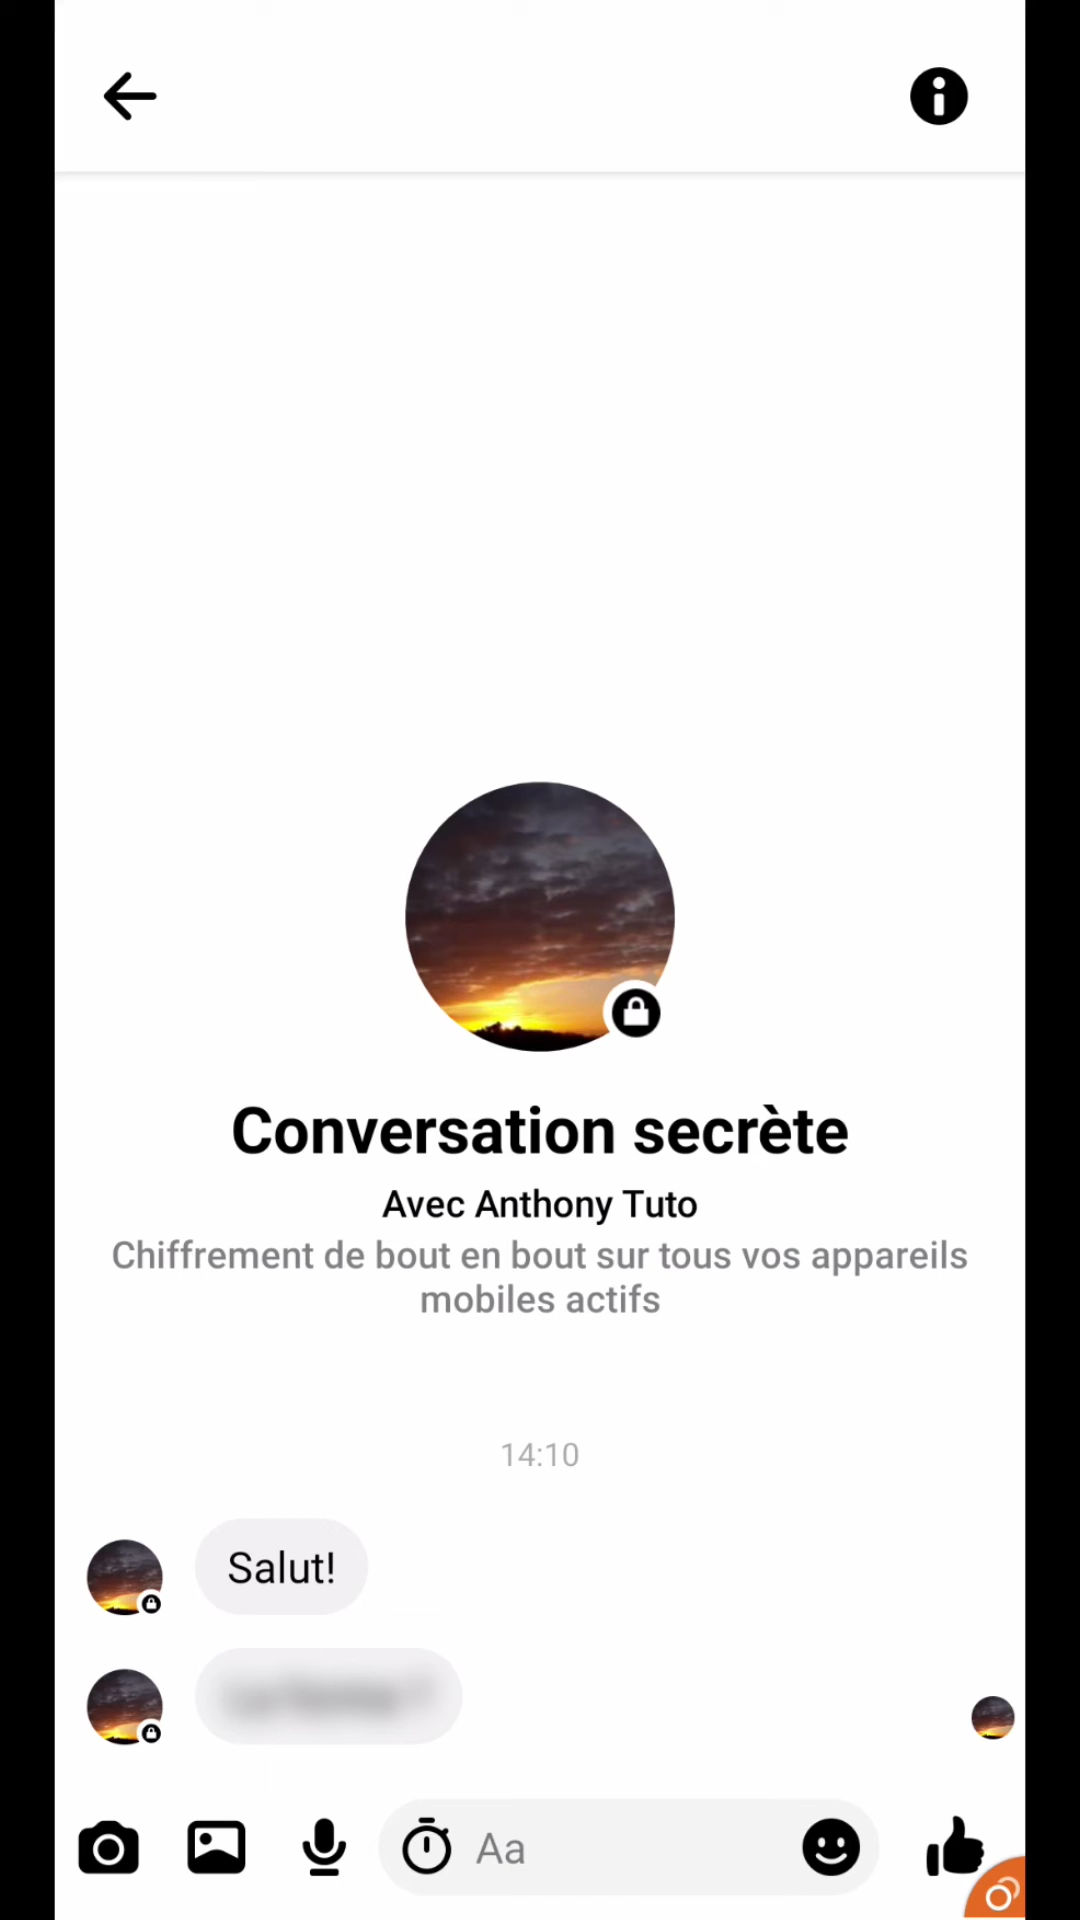 Conversation secrète
Avec Anthony Tuto
Chiffrement de bout en bout sur tous vos appareils
mobiles actifs
14:10
Salut!
Aa